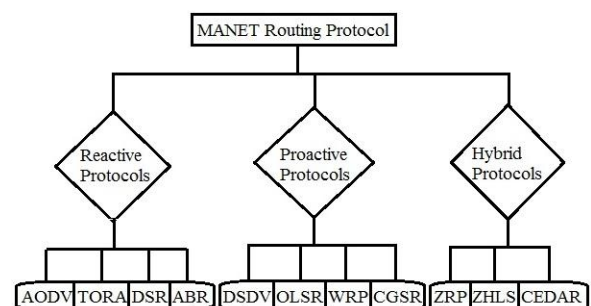 MANET Routing Protocol
Reactive
Protocols
Proactive
Protocols
Hybrid
Protocols
AODV TORA DSR ABR DSDV OLSR WRP CGSR ZRP ZHLS CEDAR